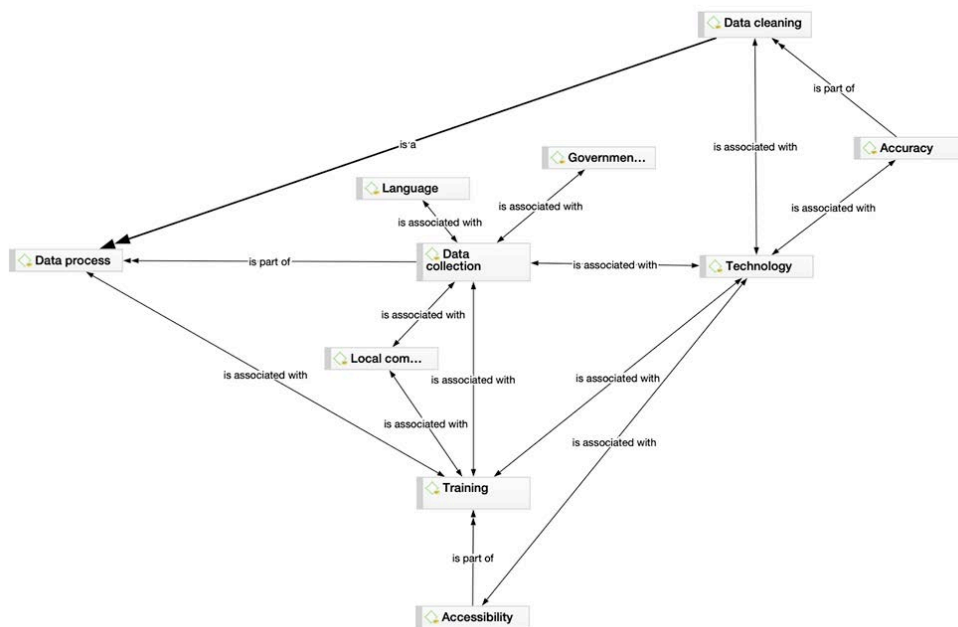 Data cleaning
is part of
is a
is associated with
Accuracy
Governmen...
Language
is associated with
is associated with
is associated with
Data process
is part of
Data
collection
is associated with
Technology
is associated with
Local com...
is associated with
is associated with
is associated with
is associated with
is associated with
Training
is part of
Accessibility